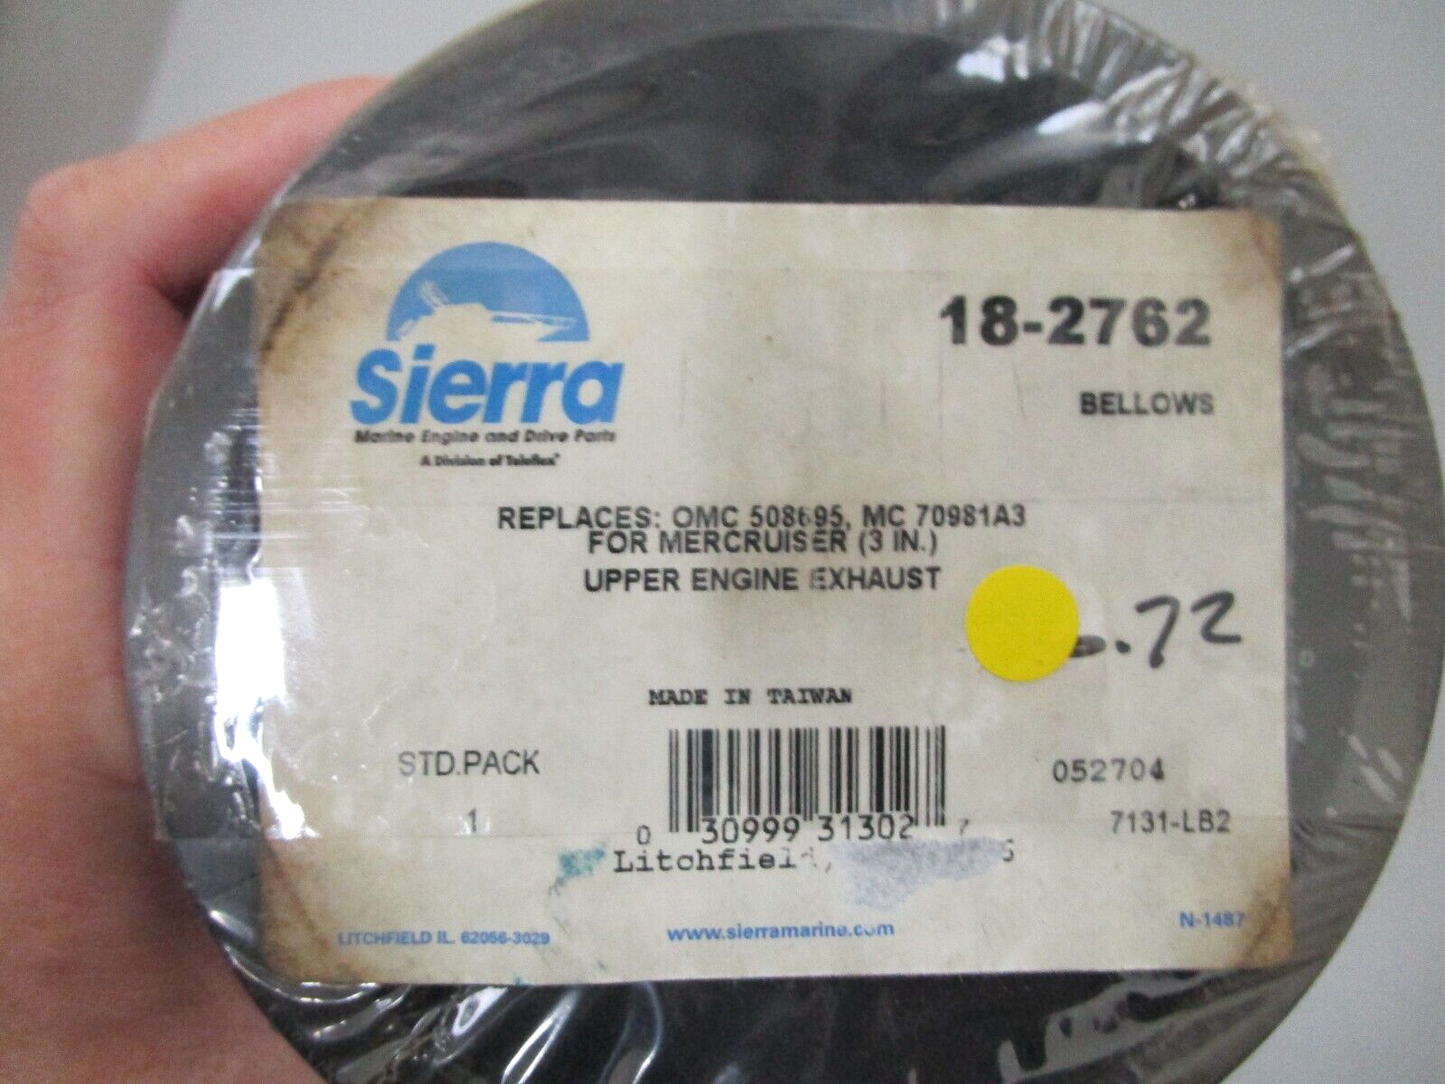 Sierra
Marine Engine and Drive Parts
A Division of Teleflex
18-2762
BELLOWS
REPLACES: OMC 508695, MC 70981A3
FOR MERCRUISER (3 IN.)
UPPER ENGINE EXHAUST
.72
MADE IN TAIWAN
STD.PACK
1
052704
7131-LB2
0 30999 31302 7
Litchfield,
LITCHFIELD IL. 62056-3029
www.sierramarine.com
N-1487